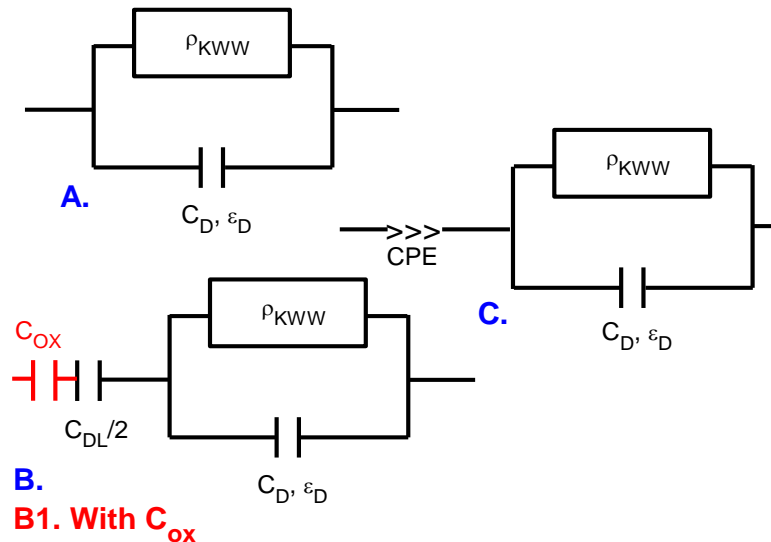 ρKWW
A.
CD, εD
ρKWW
>>>
CPE
C.
CD, εD
ρKWW
COX
CDL/2
CD, εD
B.
B1. With Cox